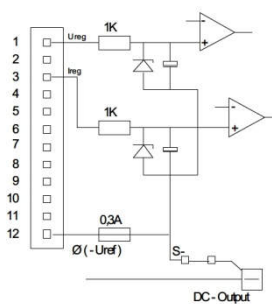 1 Ureg 1K
- +
2
3 Ireg
4 1K
- +
5
6
7
8
9
10
11 0,3A
12 S-
Ø (-Uref)
DC-Output